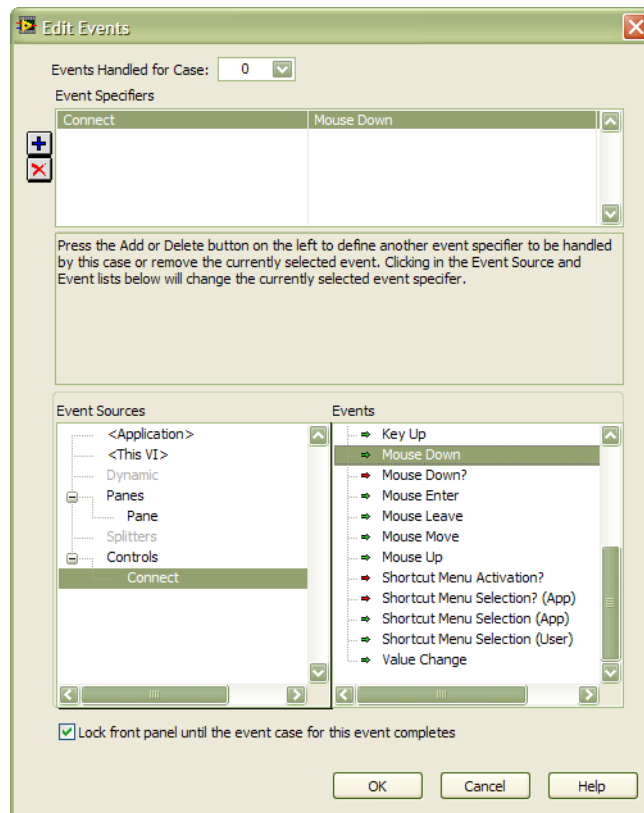 Edit Events
Events Handled for Case: 0
Event Specifiers
Connect Mouse Down
Press the Add or Delete button on the left to define another event specifier to be handled
by this case or remove the currently selected event. Clicking in the Event Source and
Event lists below will change the currently selected event specifer.
Event Sources
<Application>
<This VI>
Dynamic
Panes
Pane
Splitters
Controls
Connect
Events
Key Up
Mouse Down
Mouse Down?
Mouse Enter
Mouse Leave
Mouse Move
Mouse Up
Shortcut Menu Activation?
Shortcut Menu Selection? (App)
Shortcut Menu Selection (App)
Shortcut Menu Selection (User)
Value Change
Lock front panel until the event case for this event completes
OK Cancel Help